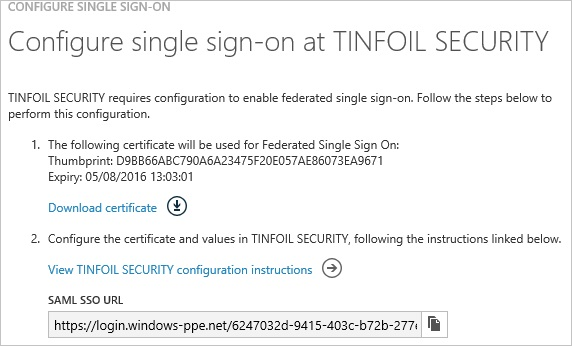 CONFIGURE SINGLE SIGN-ON
Configure single sign-on at TINFOIL SECURITY
TINFOIL SECURITY requires configuration to enable federated single sign-on. Follow the steps below to
perform this configuration.
1. The following certificate will be used for Federated Single Sign On:
Thumbprint: D9BB66ABC790A6A23475F20E057AE86073EA9671
Expiry: 05/08/2016 13:03:01
Download certificate
2. Configure the certificate and values in TINFOIL SECURITY, following the instructions linked below.
View TINFOIL SECURITY configuration instructions
SAML SSO URL
https://login.windows-ppe.net/6247032d-9415-403c-b72b-277e